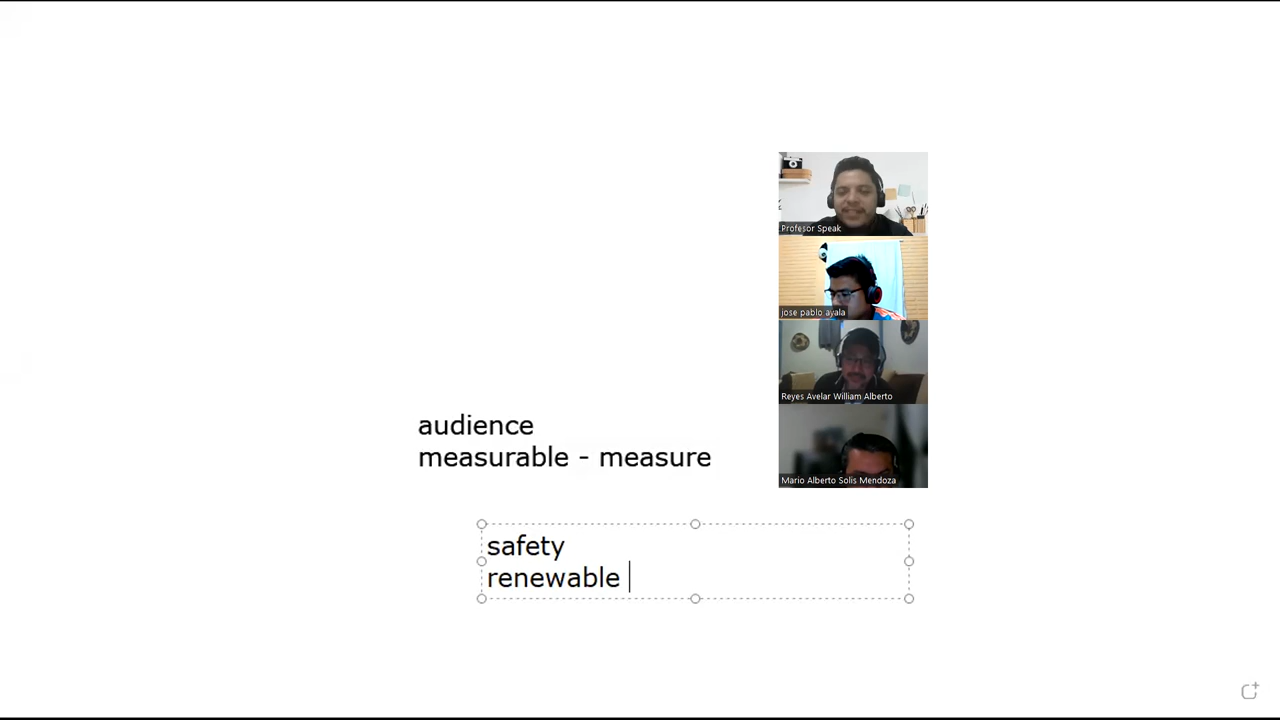 Profesor Speak
jose pablo ayala
Reyes Avelar William Alberto
audience
measurable - measure
Mario Alberto Solis Mendoza
safety
renewable